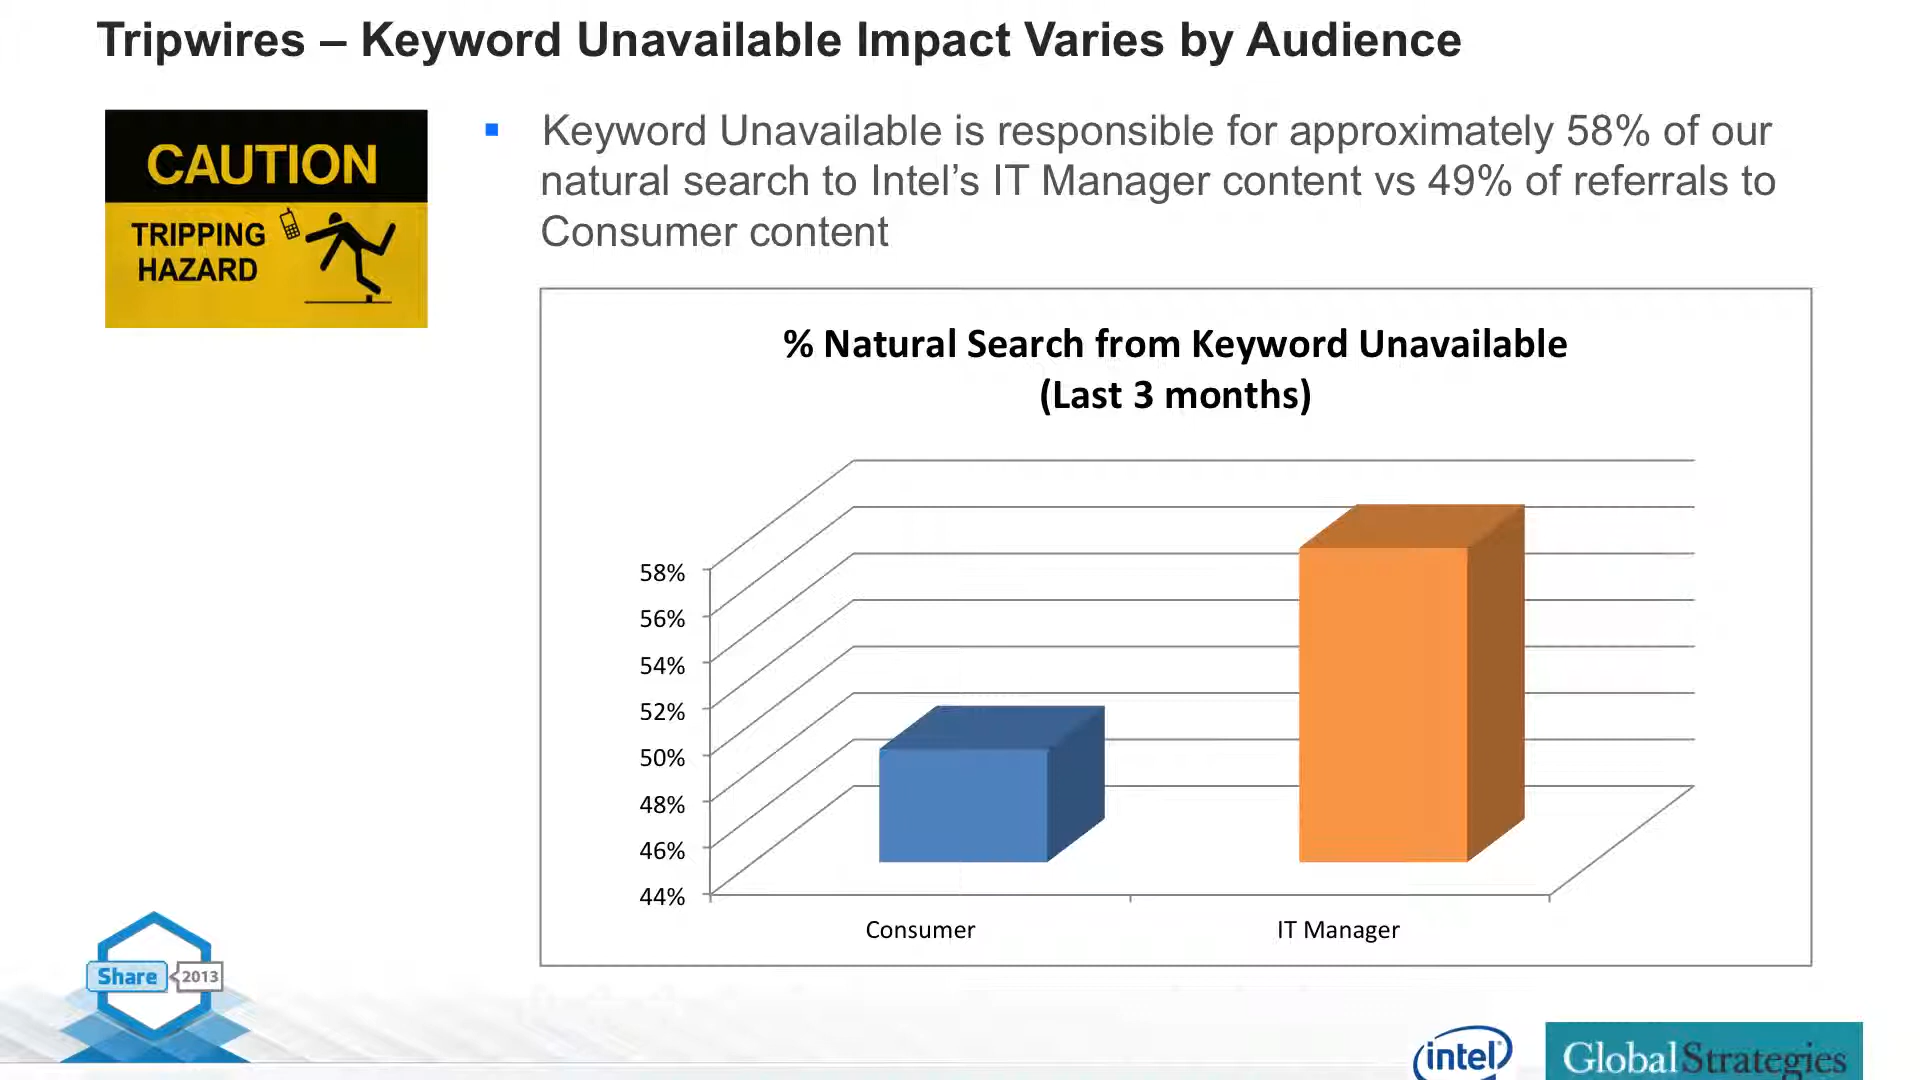 Tripwires – Keyword Unavailable Impact Varies by Audience
CAUTION
TRIPPING
HAZARD
Keyword Unavailable is responsible for approximately 58% of our
natural search to Intel’s IT Manager content vs 49% of referrals to
Consumer content
% Natural Search from Keyword Unavailable
(Last 3 months)
58%
56%
54%
52%
50%
48%
46%
44%
Consumer
IT Manager
Share 2013
intel
Global Strategies